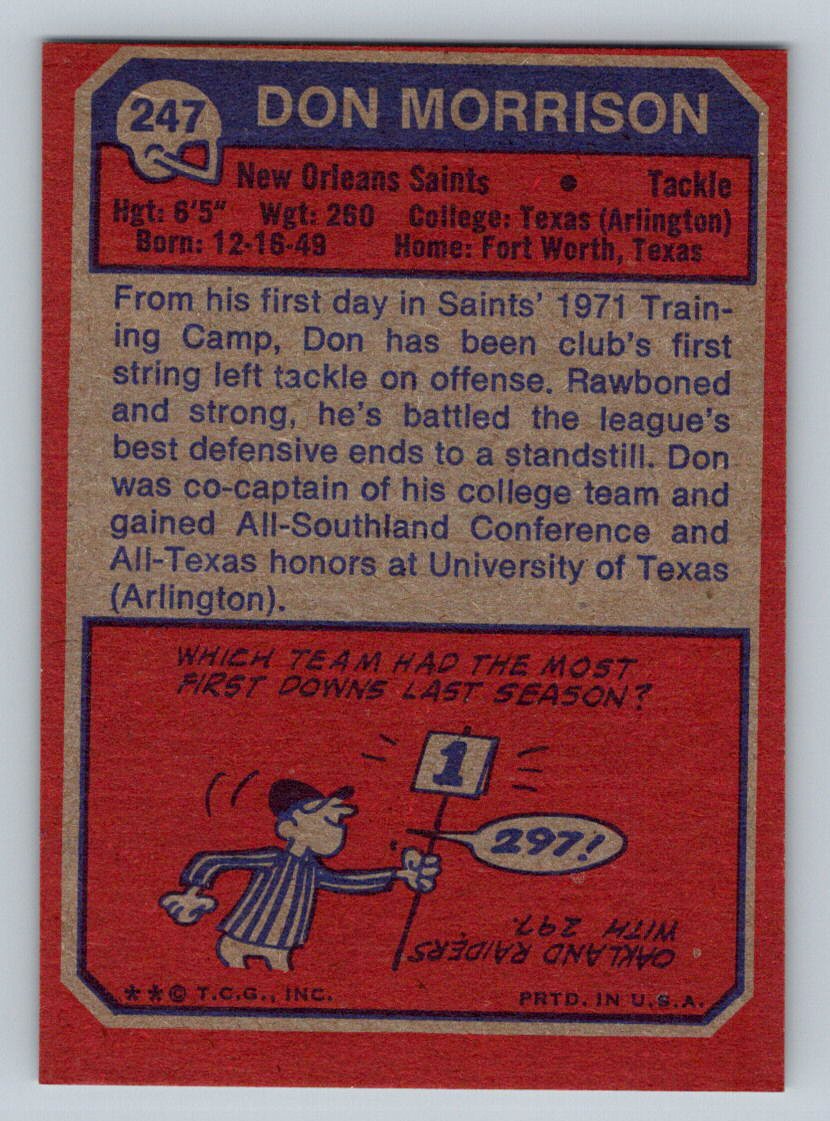 247 DON MORRISON
New Orleans Saints • Tackle
Hgt: 6'5" Wgt: 260 College: Texas (Arlington)
Born: 12-16-49 Home: Fort Worth, Texas
From his first day in Saints' 1971 Train-
ing Camp, Don has been club's first
string left tackle on offense. Rawboned
and strong, he's battled the league's
best defensive ends to a standstill. Don
was co-captain of his college team and
gained All-Southland Conference and
All-Texas honors at University of Texas
(Arlington).
WHICH TEAM HAD THE MOST
FIRST DOWNS LAST SEASON?
1
297!
OAKLAND RAIDERS
WITH 297.
**© T.C.G., INC. PRTD. IN U.S.A.